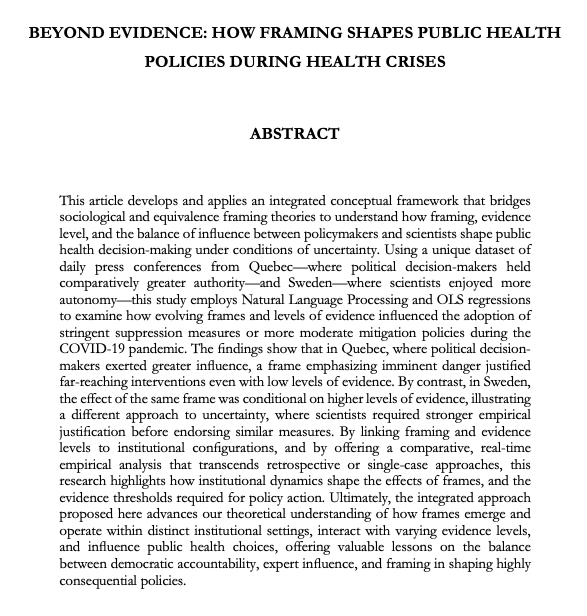 BEYOND EVIDENCE: HOW FRAMING SHAPES PUBLIC HEALTH
POLICIES DURING HEALTH CRISES
ABSTRACT
This article develops and applies an integrated conceptual framework that bridges
sociological and equivalence framing theories to understand how framing, evidence
level, and the balance of influence between policymakers and scientists shape public
health decision-making under conditions of uncertainty. Using a unique dataset of
daily press conferences from Quebec—where political decision-makers held
comparatively greater authority—and Sweden—where scientists enjoyed more
autonomy—this study employs Natural Language Processing and OLS regressions
to examine how evolving frames and levels of evidence influenced the adoption of
stringent suppression measures or more moderate mitigation policies during the
COVID-19 pandemic. The findings show that in Quebec, where political decision-
makers exerted greater influence, a frame emphasizing imminent danger justified
far-reaching interventions even with low levels of evidence. By contrast, in Sweden,
the effect of the same frame was conditional on higher levels of evidence, illustrating
a different approach to uncertainty, where scientists required stronger empirical
justification before endorsing similar measures. By linking framing and evidence
levels to institutional configurations, and by offering a comparative, real-time
empirical analysis that transcends retrospective or single-case approaches, this
research highlights how institutional dynamics shape the effects of frames, and the
evidence thresholds required for policy action. Ultimately, the integrated approach
proposed here advances our theoretical understanding of how frames emerge and
operate within distinct institutional settings, interact with varying evidence levels,
and influence public health choices, offering valuable lessons on the balance
between democratic accountability, expert influence, and framing in shaping highly
consequential policies.